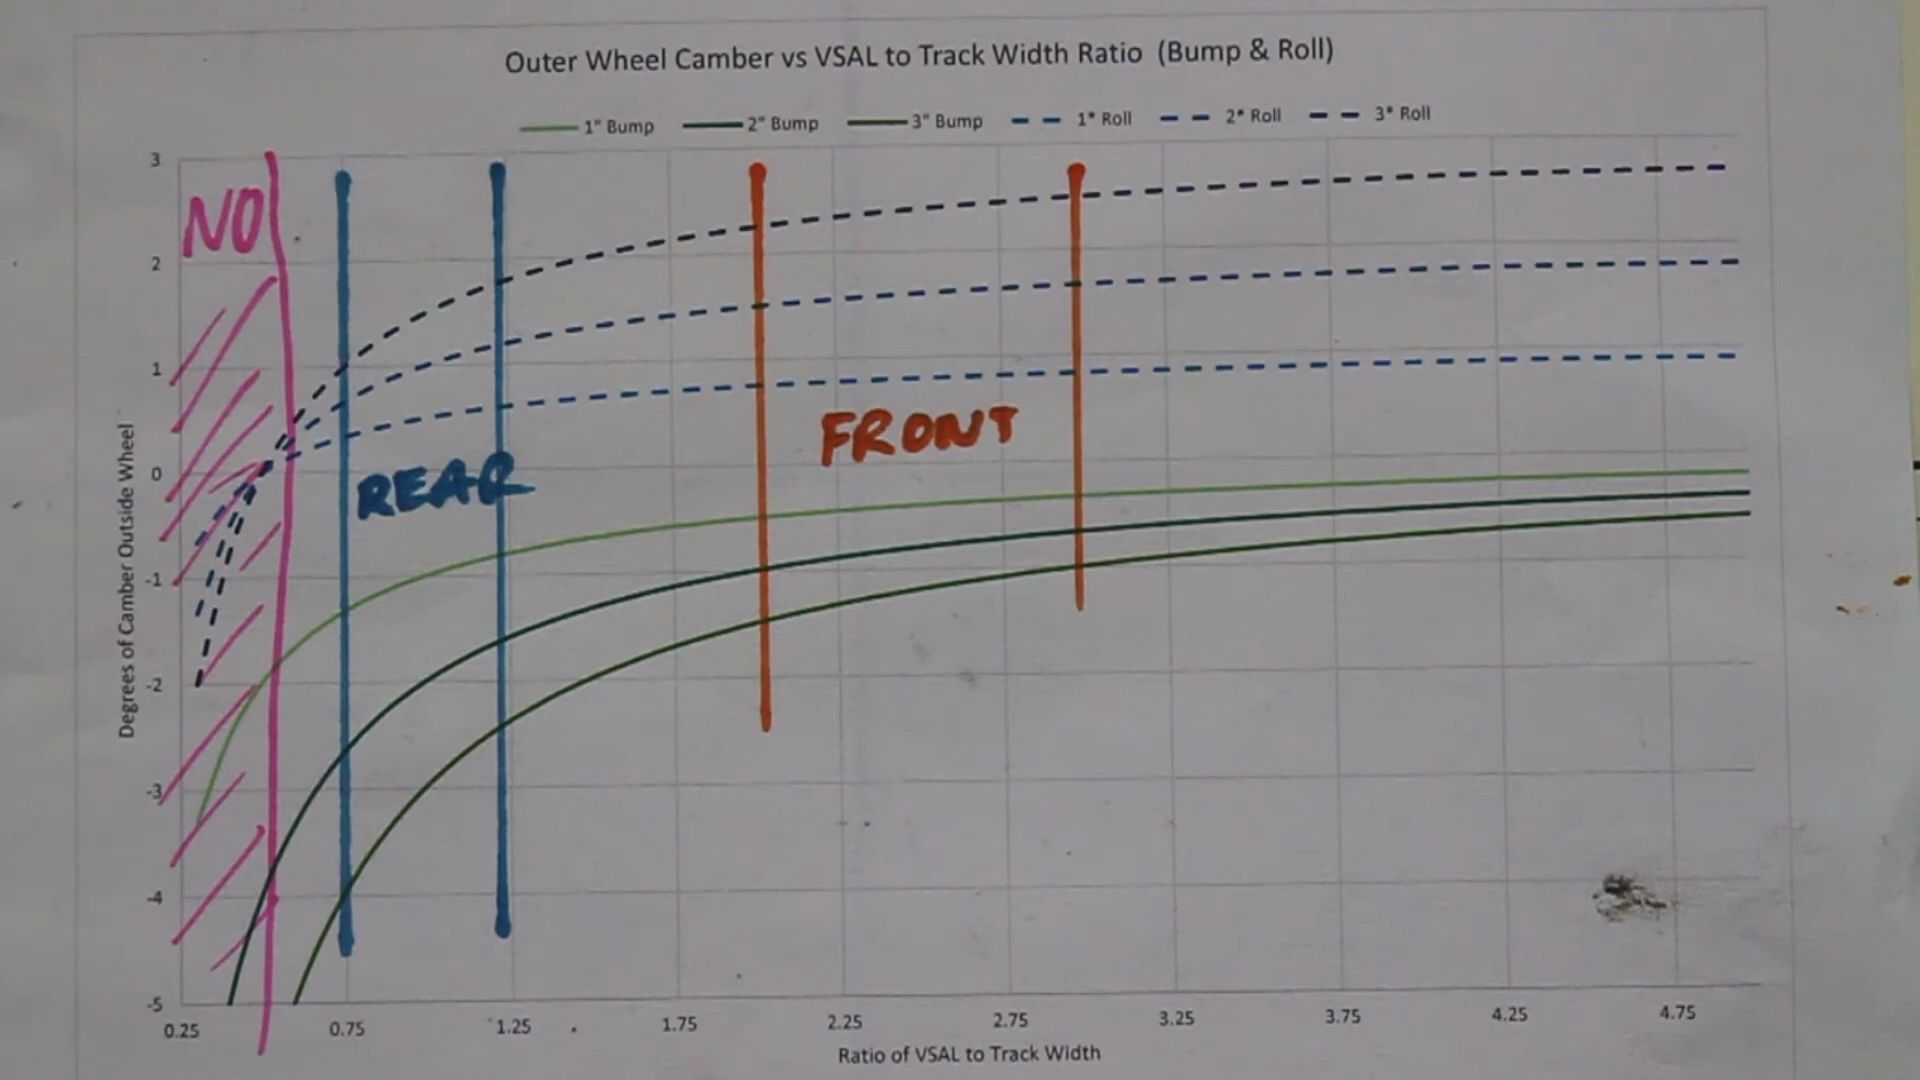 Outer Wheel Camber vs VSAL to Track Width Ratio (Bump & Roll)
1" Bump 2" Bump 3" Bump 1° Roll 2° Roll 3° Roll
3
NO
2
1
FRONT
0
REAR
Degrees of Camber Outside Wheel
-1
-2
-3
-4
-5
0.25 0.75 1.25 1.75 2.25 2.75 3.25 3.75 4.25 4.75
Ratio of VSAL to Track Width